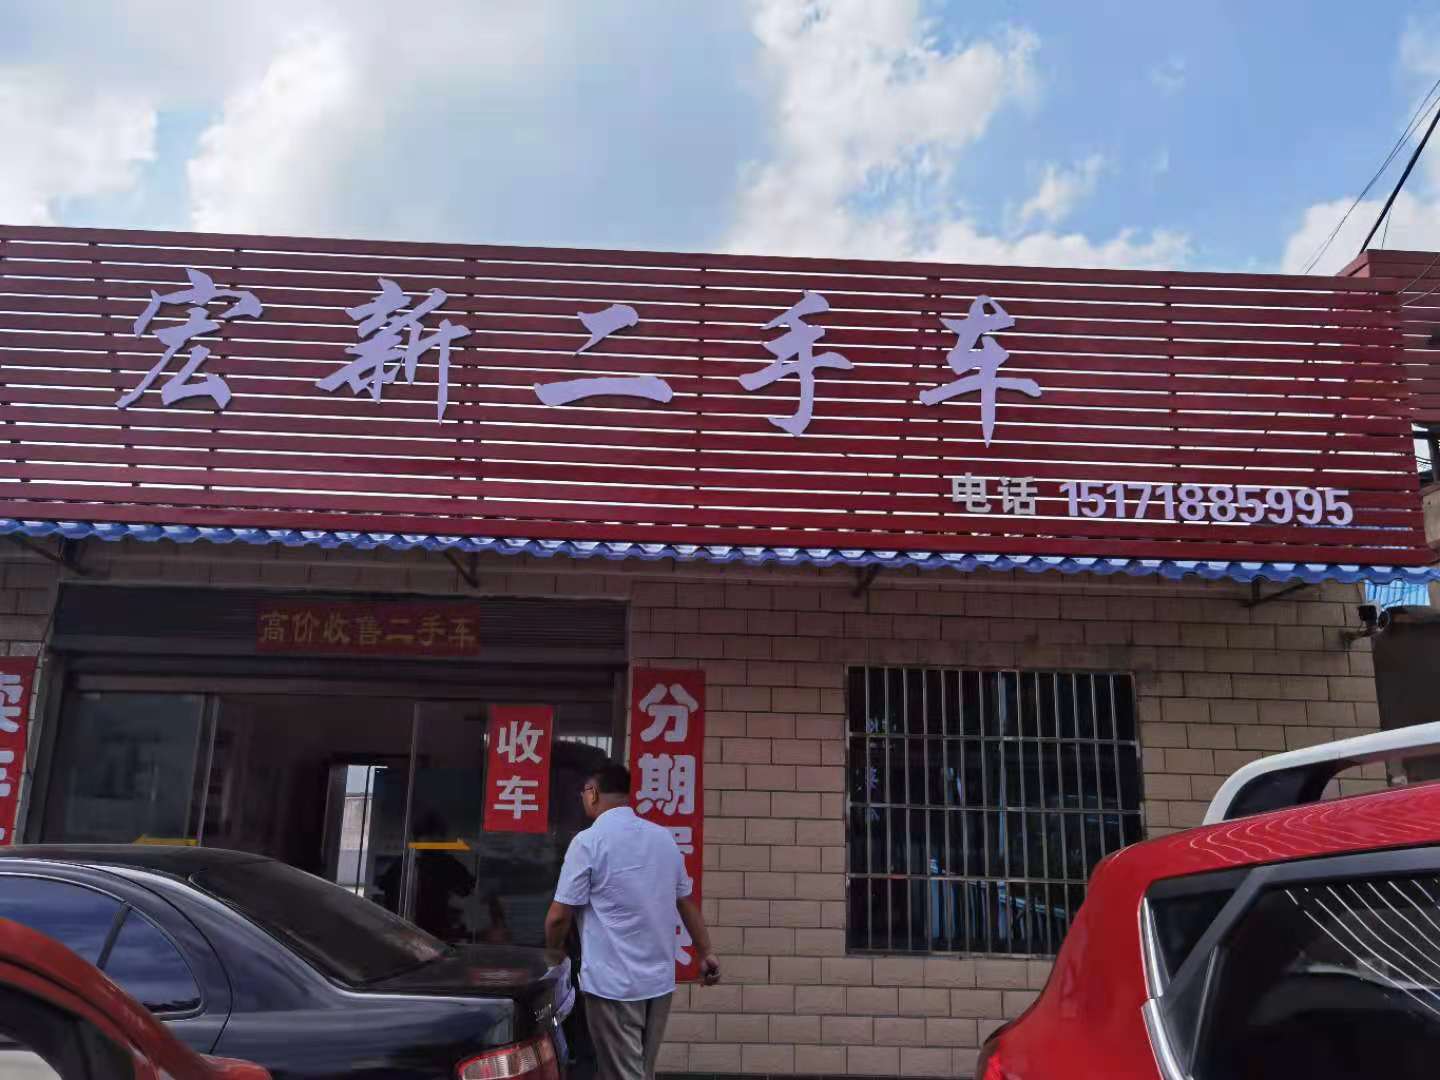 宏新二手车
电话 15171885995
高价收售二手车
收车
分期